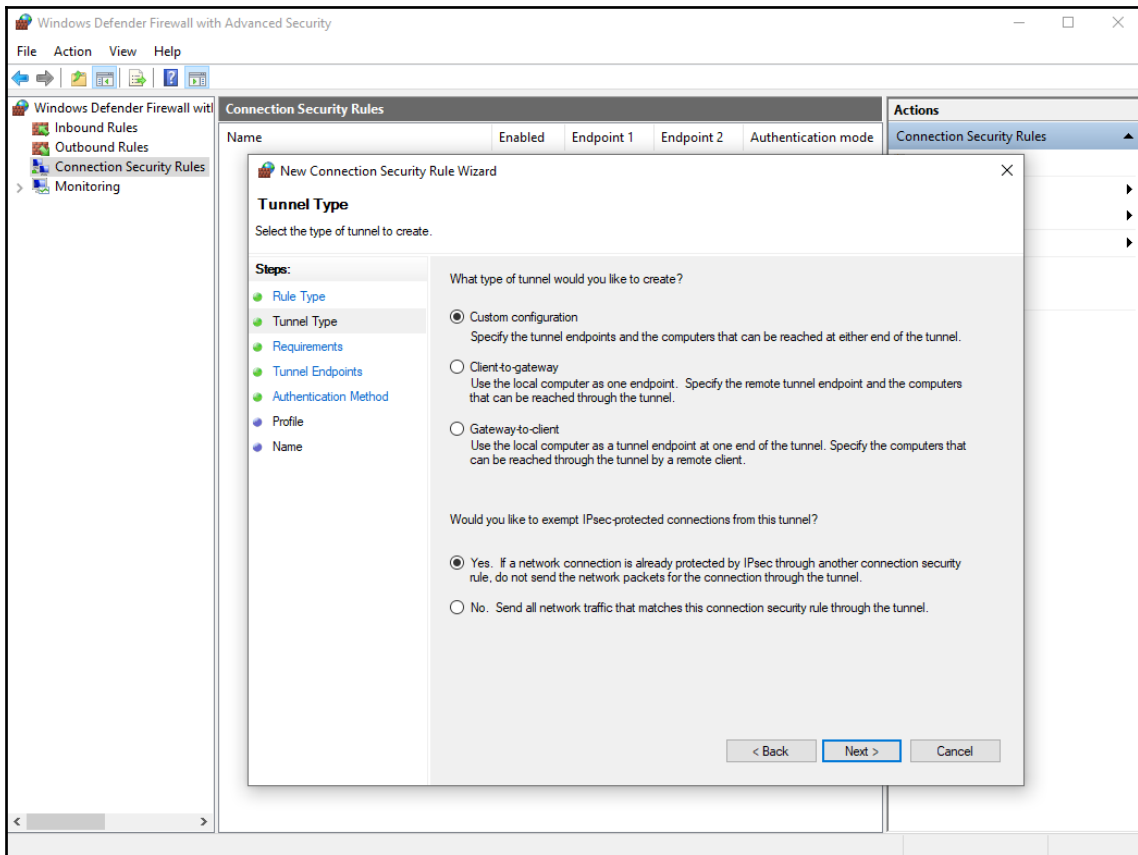 Windows Defender Firewall with Advanced Security
File Action View Help
Windows Defender Firewall witl
Inbound Rules
Outbound Rules
Connection Security Rules
Monitoring
Connection Security Rules
Name Enabled Endpoint 1 Endpoint 2 Authentication mode
Actions
Connection Security Rules
New Connection Security Rule Wizard
Tunnel Type
Select the type of tunnel to create.
Steps:
Rule Type
Tunnel Type
Requirements
Tunnel Endpoints
Authentication Method
Profile
Name
What type of tunnel would you like to create?
Custom configuration
Specify the tunnel endpoints and the computers that can be reached at either end of the tunnel.
Client-to-gateway
Use the local computer as one endpoint. Specify the remote tunnel endpoint and the computers
that can be reached through the tunnel.
Gateway-to-client
Use the local computer as a tunnel endpoint at one end of the tunnel. Specify the computers that
can be reached through the tunnel by a remote client.
Would you like to exempt IPsec-protected connections from this tunnel?
Yes. If a network connection is already protected by IPsec through another connection security
rule, do not send the network packets for the connection through the tunnel.
No. Send all network traffic that matches this connection security rule through the tunnel.
< Back Next > Cancel